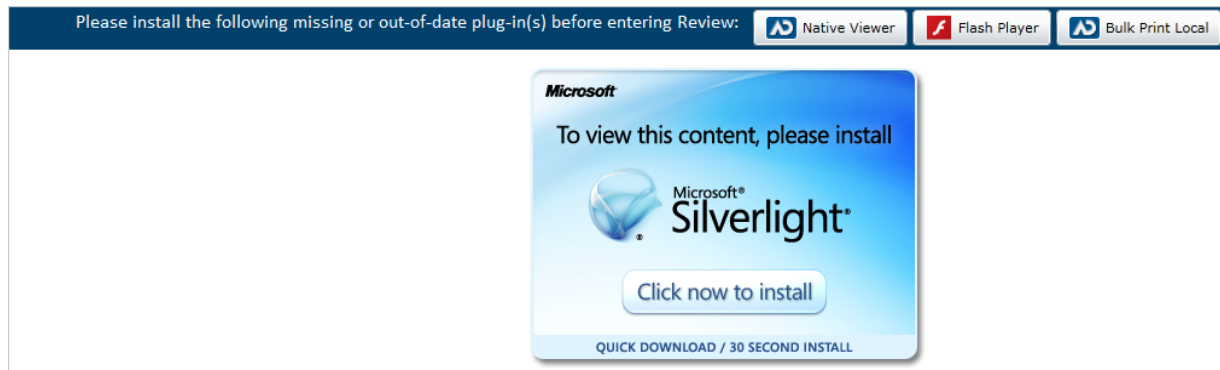 Please install the following missing or out-of-date plug-in(s) before entering Review: Native Viewer Flash Player Bulk Print Local
Microsoft
To view this content, please install
Microsoft®
Silverlight®
Click now to install
QUICK DOWNLOAD / 30 SECOND INSTALL